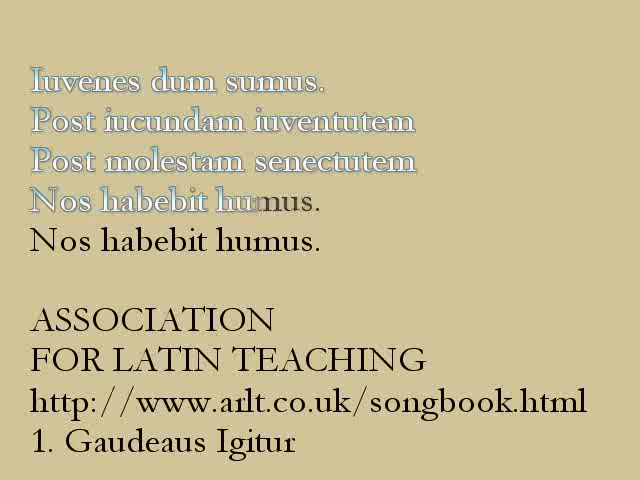 Iuvenes dum sumus.
Post iucundam iuventutem
Post molestam senectutem
Nos habebit humus.
Nos habebit humus.
ASSOCIATION
FOR LATIN TEACHING
http://www.arlt.co.uk/songbook.html
1. Gaudeaus Igitur